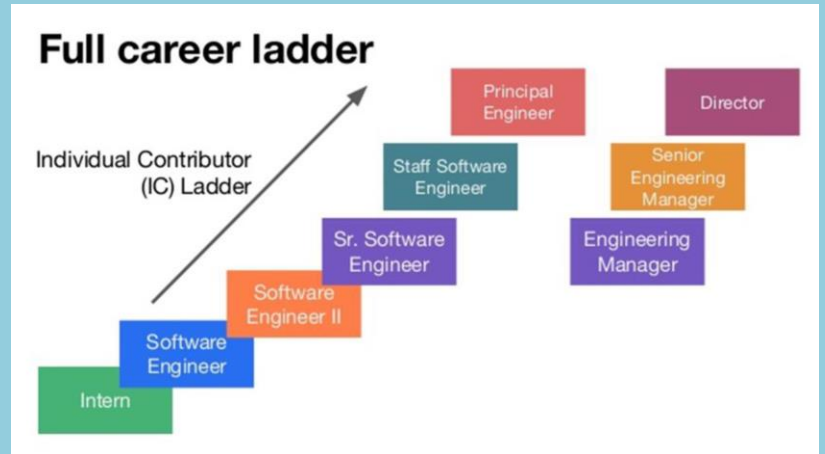 Full career ladder
Individual Contributor
(IC) Ladder
Principal
Engineer
Director
Staff Software
Engineer
Senior
Engineering
Manager
Sr. Software
Engineer
Engineering
Manager
Software
Engineer II
Software
Engineer
Intern